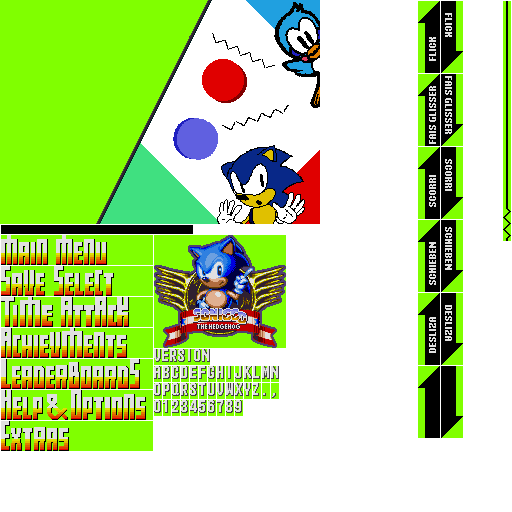 MAIN MENU
SAVE SELECT
TIME ATTACK
ACHIEVMENTS
LEADERBOARDS
HELP & OPTIONS
EXTRAS
SONIC
THE HEDGEHOG
VERSION
ABCDEFGHIJKLMN
OPQRSTUVWXYZ.,
0123456789
FLICK
FLICK
FAIS GLISSER
FAIS GLISSER
SCORRI
SCORRI
SCHIEBEN
SCHIEBEN
DESLIZA
DESLIZA